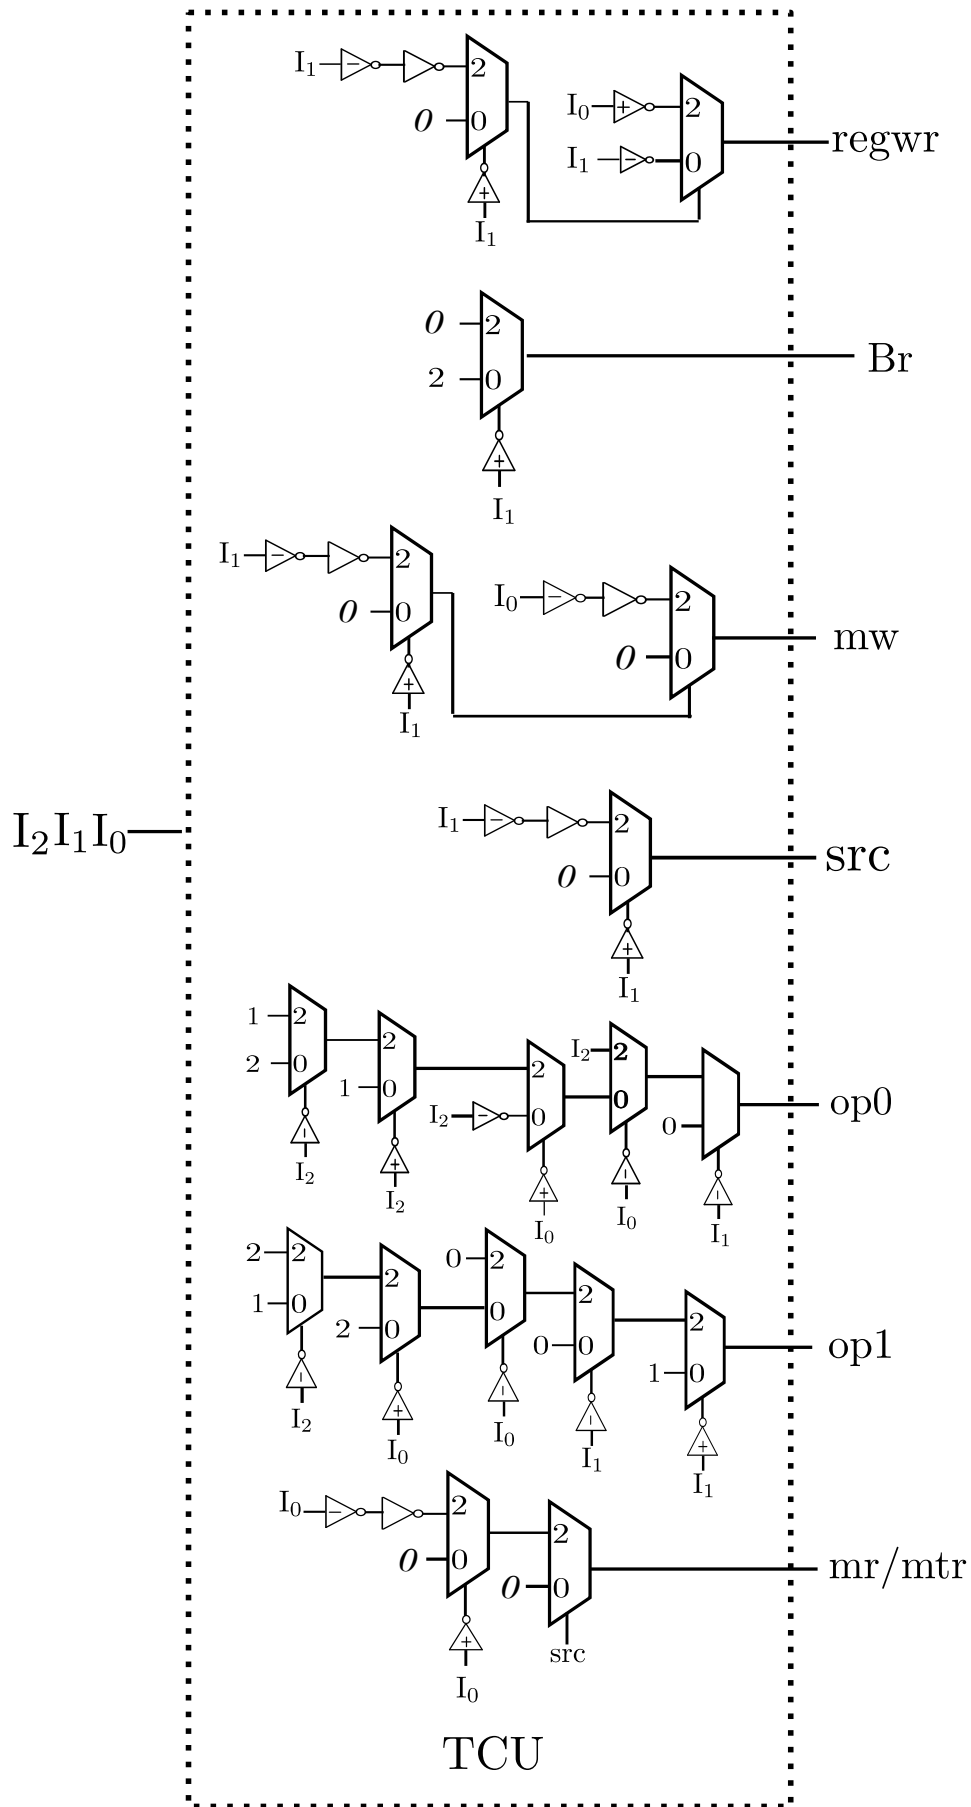 I₁ − 2
0 0
+
I₁
I₀ + 2
I₁ − 0
regwr
0 2
2 0
+
I₁
Br
I₁ − 2
0 0
+
I₁
I₀ − 2
0 0
mw
I₂I₁I₀
I₁ − 2
0 0
+
I₁
src
1 2
2 0
−
I₂
2
1 0
+
I₂
2
I₂ − 0
+
I₀
I₂ 2
0
−
I₀
0
−
I₁
op0
2 2
1 0
−
I₂
2
2 0
+
I₀
0 2
0
−
I₀
2
0 0
−
I₁
2
1 0
+
I₁
op1
I₀ − 2
0 0
+
I₀
2
0 0
src
mr/mtr
TCU